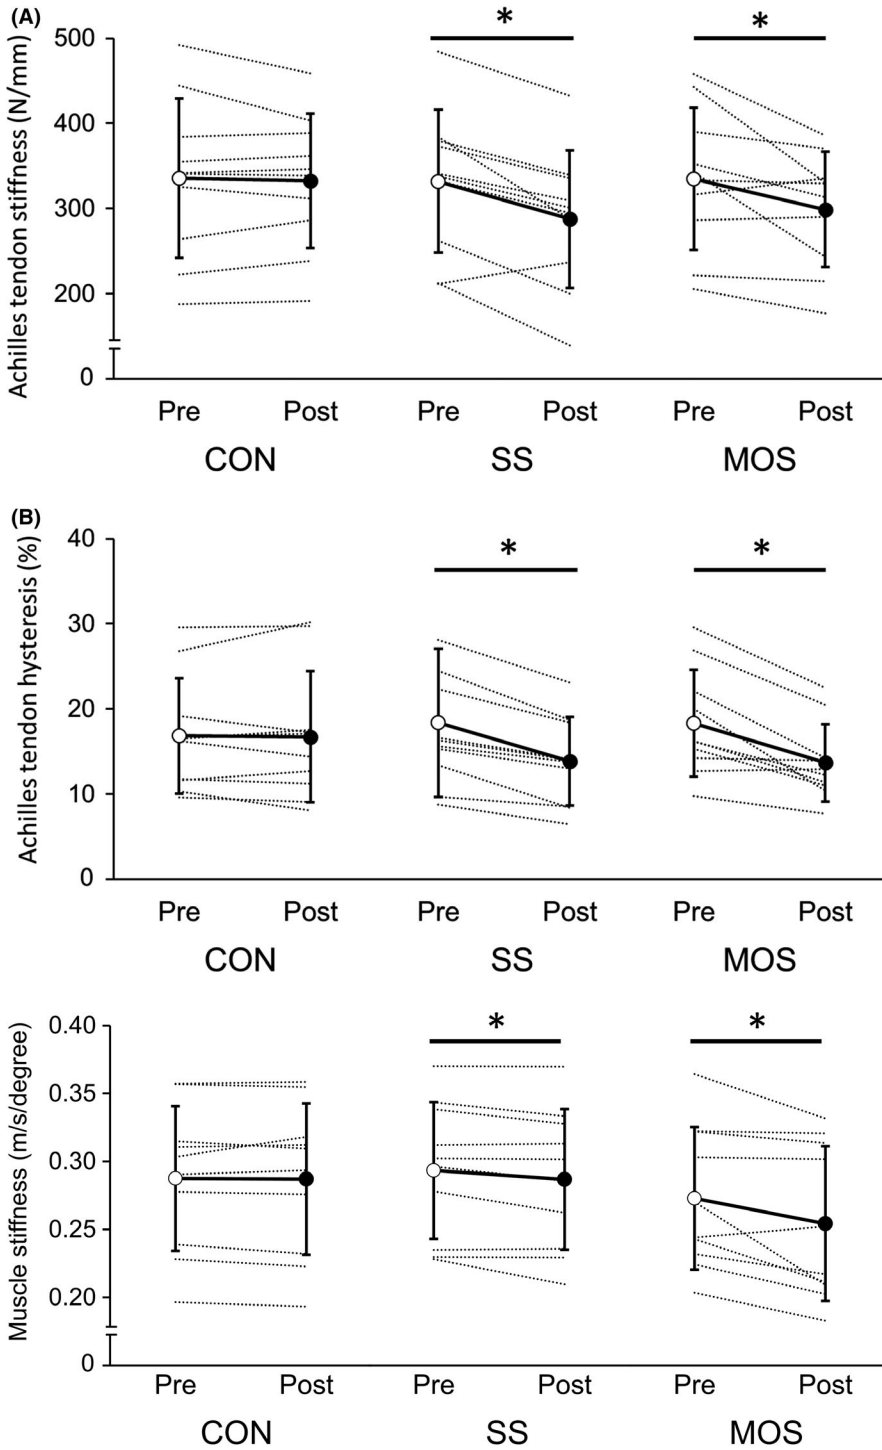 (A)
Achilles tendon stiffness (N/mm)
500
400
300
200
0
* *
Pre Post Pre Post Pre Post
CON SS MOS
(B)
Achilles tendon hysteresis (%)
40
30
20
10
0
* *
Pre Post Pre Post Pre Post
CON SS MOS
Muscle stiffness (m/s/degree)
0.40
0.35
0.30
0.25
0.20
0
* *
Pre Post Pre Post Pre Post
CON SS MOS